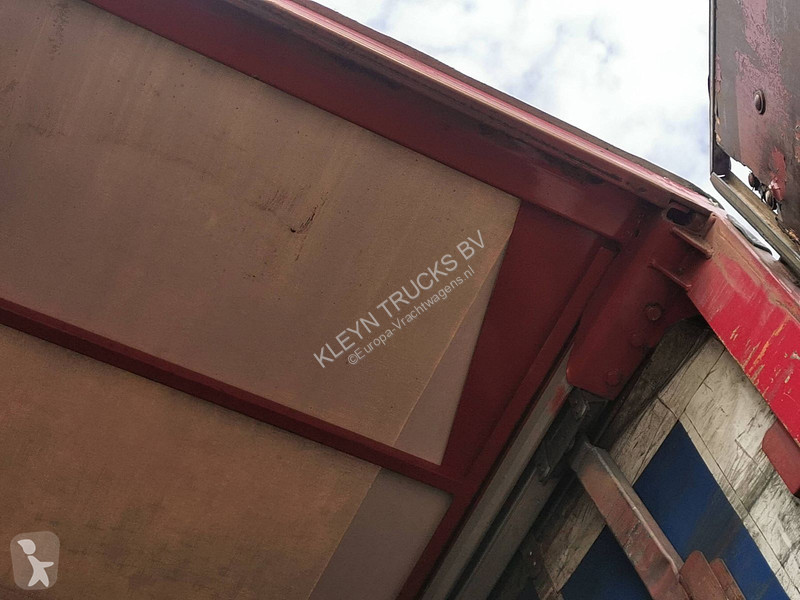 KLEYN TRUCKS BV
©Europa-Vrachtwagens.nl